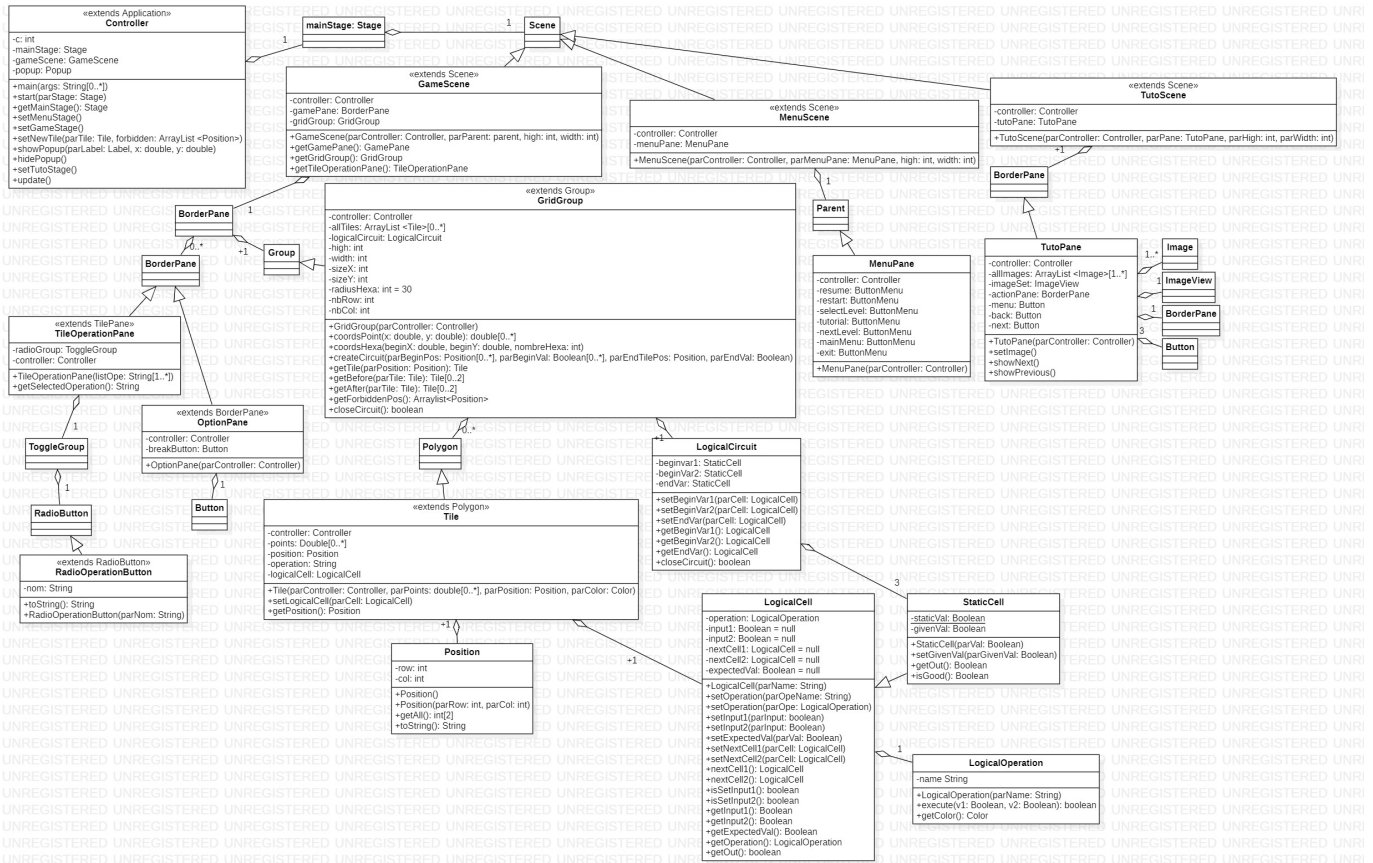 «extends Application»
Controller
-c: int
-mainStage: Stage
-gameScene: GameScene
-popup: Popup
+main(args: String[0..*])
+start(parStage: Stage)
+getMainStage(): Stage
+setMenuStage()
+setGameStage()
+setNewTile(parTile: Tile, forbidden: ArrayList <Position>)
+showPopup(parLabel: Label, x: double, y: double)
+hidePopup()
+setTutoStage()
+update()
1
mainStage: Stage
1
Scene
«extends Scene»
GameScene
-controller: Controller
-gamePane: BorderPane
-gridGroup: GridGroup
+GameScene(parController: Controller, parParent: parent, high: int, width: int)
+getGamePane(): GamePane
+getGridGroup(): GridGroup
+getTileOperationPane(): TileOperationPane
«extends Scene»
MenuScene
-controller: Controller
-menuPane: MenuPane
+MenuScene(parController: Controller, parMenuPane: MenuPane, high: int, width: int)
«extends Scene»
TutoScene
-controller: Controller
-tutoPane: TutoPane
+TutoScene(parController: Controller, parPane: TutoPane, parHigh: int, parWidth: int)
+1
BorderPane
1
Parent
1
BorderPane
0..*
+1
Group
BorderPane
«extends Group»
GridGroup
-controller: Controller
-allTiles: ArrayList <Tile>[0..*]
-logicalCircuit: LogicalCircuit
-high: int
-width: int
-sizeX: int
-sizeY: int
-radiusHexa: int = 30
-nbRow: int
-nbCol: int
+GridGroup(parController: Controller)
+coordsPoint(x: double, y: double): double[0..*]
+coordsHexa(beginX: double, beginY: double, nombreHexa: int)
+createCircuit(parBeginPos: Position[0..*], parBeginVal: Boolean[0..*], parEndTilePos: Position, parEndVal: Boolean)
+getTile(parPosition: Position): Tile
+getBefore(parTile: Tile): Tile[0..2]
+getAfter(parTile: Tile): Tile[0..2]
+getForbiddenPos(): Arraylist<Position>
+closeCircuit(): boolean
MenuPane
-controller: Controller
-resume: ButtonMenu
-restart: ButtonMenu
-selectLevel: ButtonMenu
-tutorial: ButtonMenu
-nextLevel: ButtonMenu
-mainMenu: ButtonMenu
-exit: ButtonMenu
+MenuPane(parController: Controller)
TutoPane
-controller: Controller
-allImages: ArrayList <Image>[1..*]
-imageSet: ImageView
-actionPane: BorderPane
-menu: Button
-back: Button
-next: Button
+TutoPane(parController: Controller)
+setImage()
+showNext()
+showPrevious()
1..*
Image
1
ImageView
1
BorderPane
3
Button
«extends TilePane»
TileOperationPane
-radioGroup: ToggleGroup
-controller: Controller
+TileOperationPane(listOpe: String[1..*])
+getSelectedOperation(): String
1
«extends BorderPane»
OptionPane
-controller: Controller
-breakButton: Button
+OptionPane(parController: Controller)
1
ToggleGroup
1
Button
RadioButton
«extends RadioButton»
RadioOperationButton
-nom: String
+toString(): String
+RadioOperationButton(parNom: String)
0..*
Polygon
+1
LogicalCircuit
-beginvar1: StaticCell
-beginVar2: StaticCell
-endVar: StaticCell
+setBeginVar1(parCell: LogicalCell)
+setBeginVar2(parCell: LogicalCell)
+setEndVar(parCell: LogicalCell)
+getBeginVar1(): LogicalCell
+getBeginVar2(): LogicalCell
+getEndVar(): LogicalCell
+closeCircuit(): boolean
3
«extends Polygon»
Tile
-controller: Controller
-points: Double[0..*]
-position: Position
-operation: String
-logicalCell: LogicalCell
+Tile(parController: Controller, parPoints: double[0..*], parPosition: Position, parColor: Color)
+setLogicalCell(parCell: LogicalCell)
+getPosition(): Position
+1
+1
Position
-row: int
-col: int
+Position()
+Position(parRow: int, parCol: int)
+getAll(): int[2]
+toString(): String
LogicalCell
-operation: LogicalOperation
-input1: Boolean = null
-input2: Boolean = null
-nextCell1: LogicalCell = null
-nextCell2: LogicalCell = null
-expectedVal: Boolean = null
+LogicalCell(parName: String)
+setOperation(parOpeName: String)
+setOperation(parOpe: LogicalOperation)
+setInput1(parInput: boolean)
+setInput2(parInput: boolean)
+setExpectedVal(parVal: Boolean)
+setNextCell1(parCell: LogicalCell)
+setNextCell2(parCell: LogicalCell)
+nextCell1(): LogicalCell
+nextCell2(): LogicalCell
+isSetInput1(): boolean
+isSetInput2(): boolean
+getInput1(): Boolean
+getInput2(): Boolean
+getExpectedVal(): Boolean
+getOperation(): LogicalOperation
+getOut(): boolean
StaticCell
-staticVal: Boolean
-givenVal: Boolean
+StaticCell(parVal: Boolean)
+setGivenVal(parGivenVal: Boolean)
+getOut(): Boolean
+isGood(): Boolean
1
LogicalOperation
-name String
+LogicalOperation(parName: String)
+execute(v1: Boolean, v2: Boolean): boolean
+getColor(): Color